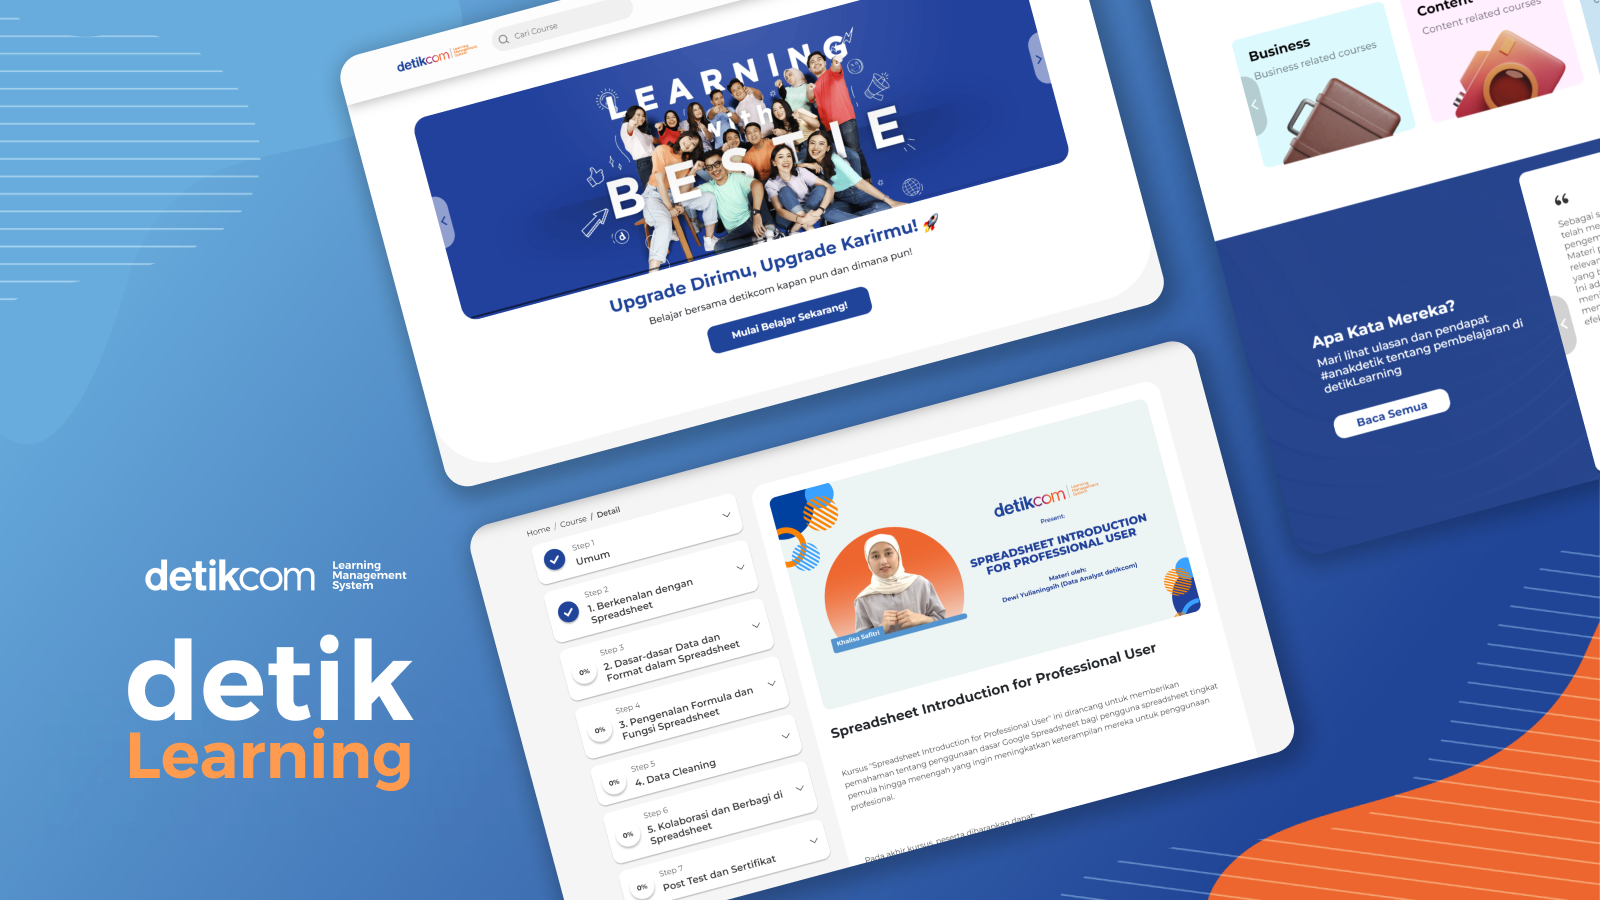 detikcom
Learning
Management
System
detik
Learning
detikcom
Learning
Management
System
Cari Course
LEARNING
with
BESTIE
Upgrade Dirimu, Upgrade Karirmu! 🚀
Belajar bersama detikcom kapan pun dan dimana pun!
Mulai Belajar Sekarang!
Business
Business related courses
Content
Content related courses
Apa Kata Mereka?
Mari lihat ulasan dan pendapat
#anakdetik tentang pembelajaran di
detikLearning
Baca Semua
“
Sebagai s
telah me
pengem
Materi p
relevan
yang b
Ini ad
meni
men
efek
Home / Course / Detail
Step 1
Umum
Step 2
1. Berkenalan dengan
Spreadsheet
Step 3
0%
2. Dasar-dasar Data dan
Format dalam Spreadsheet
Step 4
0%
3. Pengenalan Formula dan
Fungsi Spreadsheet
Step 5
0%
4. Data Cleaning
Step 6
0%
5. Kolaborasi dan Berbagi di
Spreadsheet
Step 7
0%
Post Test dan Sertifikat
detikcom
Learning
Management
System
Present:
SPREADSHEET INTRODUCTION
FOR PROFESSIONAL USER
Materi oleh:
Dewi Yulianingsih (Data Analyst detikcom)
Khalisa Safitri
Spreadsheet Introduction for Professional User
Kursus "Spreadsheet Introduction for Professional User" ini dirancang untuk memberikan
pemahaman tentang penggunaan dasar Google Spreadsheet bagi pengguna spreadsheet tingkat
pemula hingga menengah yang ingin meningkatkan keterampilan mereka untuk penggunaan
profesional.
Pada akhir kursus, peserta diharapkan dapat: